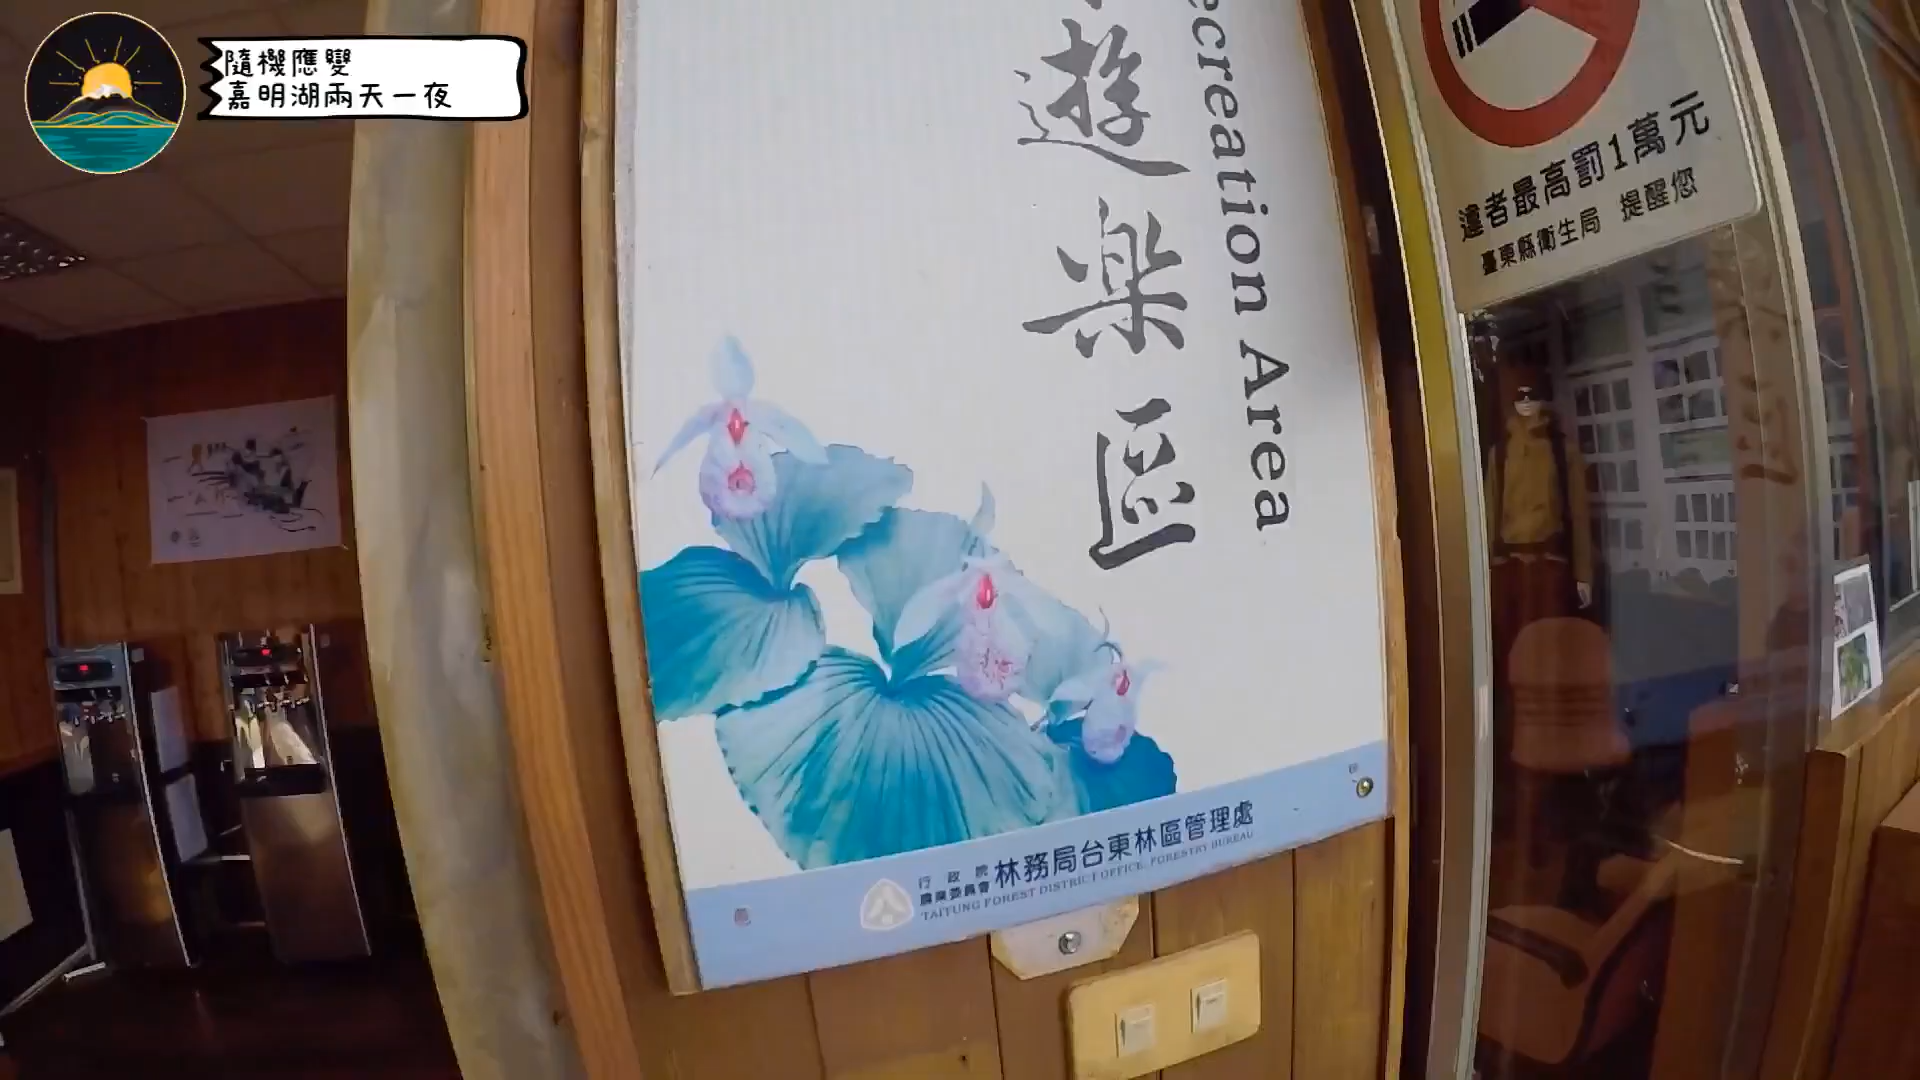 隨機應變
嘉明湖兩天一夜
遊楽區
ecreation Area
行政院
農業委員會
林務局台東林區管理處
TAITUNG FOREST DISTRICT OFFICE, FORESTRY BUREAU
違者最高罰1萬元
臺東縣衛生局 提醒您